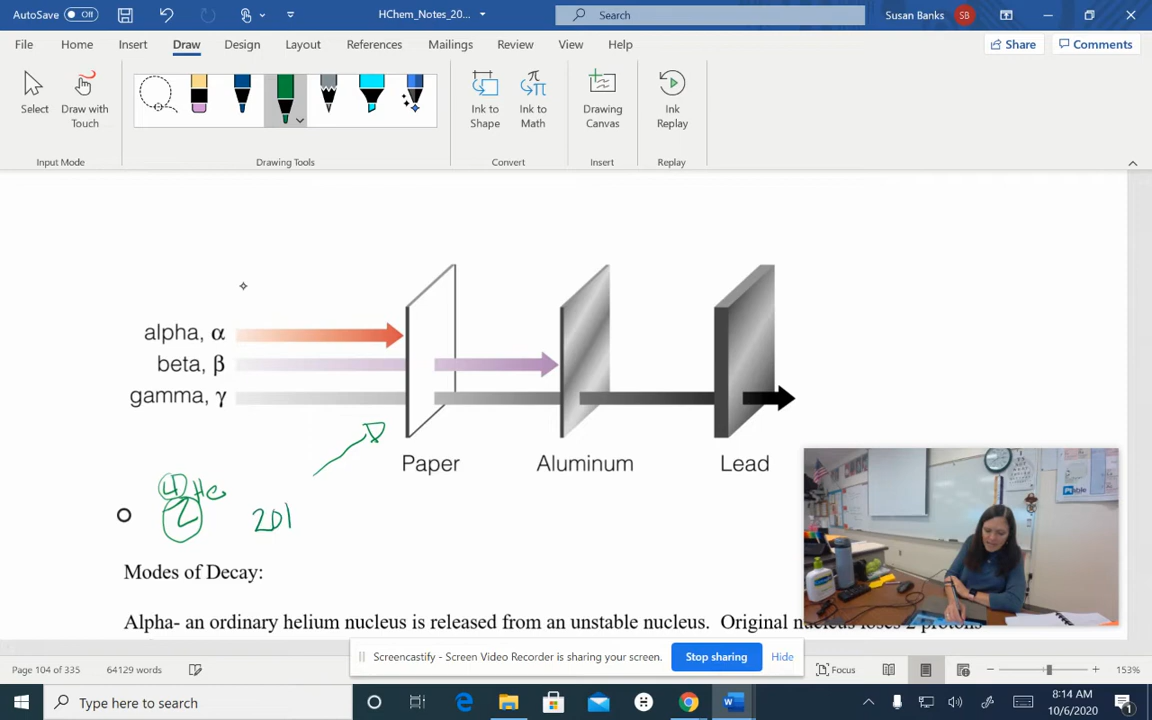 AutoSave Off HChem_Notes_20... Search Susan Banks SB
File Home Insert Draw Design Layout References Mailings Review View Help Share Comments
Select Draw with Touch Ink to Shape Ink to Math Drawing Canvas Ink Replay
Input Mode Drawing Tools Convert Insert Replay
alpha, α
beta, β
gamma, γ
Paper Aluminum Lead
4
2 He
Modes of Decay:
Alpha- an ordinary helium nucleus is released from an unstable nucleus. Original nucleus loses 2 protons
Screencastify - Screen Video Recorder is sharing your screen. Stop sharing Hide
Page 104 of 335 64129 words Focus 153%
Type here to search 8:14 AM
10/6/2020 1